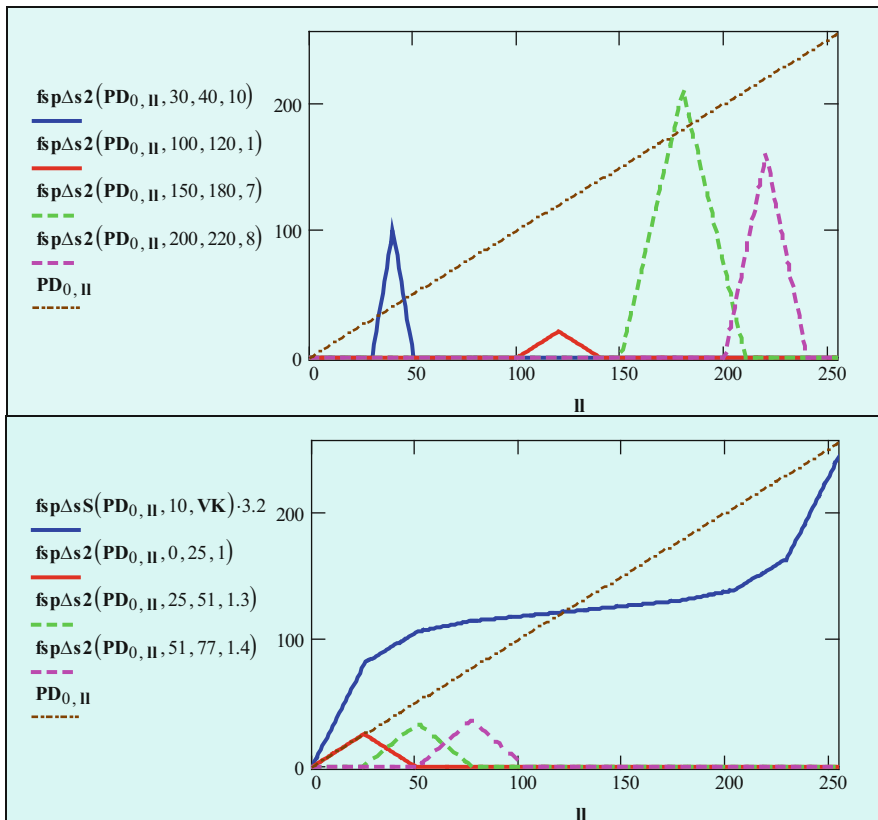 200
fspΔs2(PD0,ll,30,40,10)
fspΔs2(PD0,ll,100,120,1)
100
fspΔs2(PD0,ll,150,180,7)
fspΔs2(PD0,ll,200,220,8)
PD0,ll
0
0 50 100 150 200 250
ll
fspΔsS(PD0,ll,10,VK)·3.2
200
fspΔs2(PD0,ll,0,25,1)
fspΔs2(PD0,ll,25,51,1.3)
100
fspΔs2(PD0,ll,51,77,1.4)
PD0,ll
0
0 50 100 150 200 250
ll